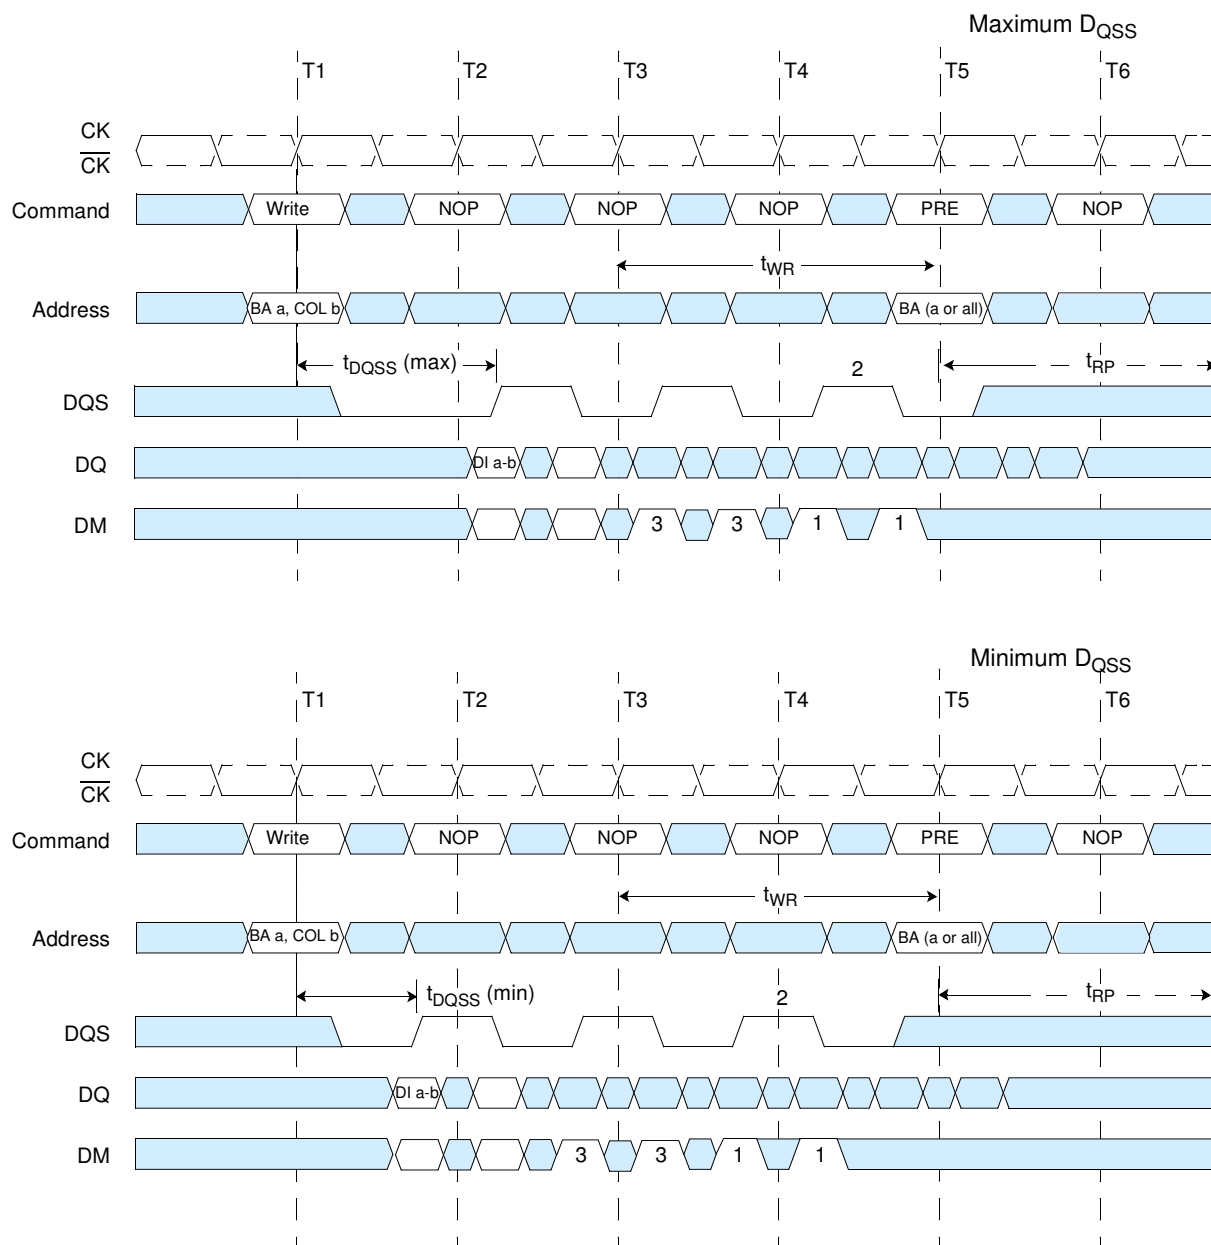 Maximum DQSS
T1 T2 T3 T4 T5 T6
CK
CK
Command Write NOP NOP NOP PRE NOP
tWR
Address BA a, COL b BA (a or all)
tDQSS (max) 2 tRP
DQS
DQ DI a-b
DM 3 3 1 1
Minimum DQSS
T1 T2 T3 T4 T5 T6
CK
CK
Command Write NOP NOP NOP PRE NOP
tWR
Address BA a, COL b BA (a or all)
tDQSS (min) 2 tRP
DQS
DQ DI a-b
DM 3 3 1 1